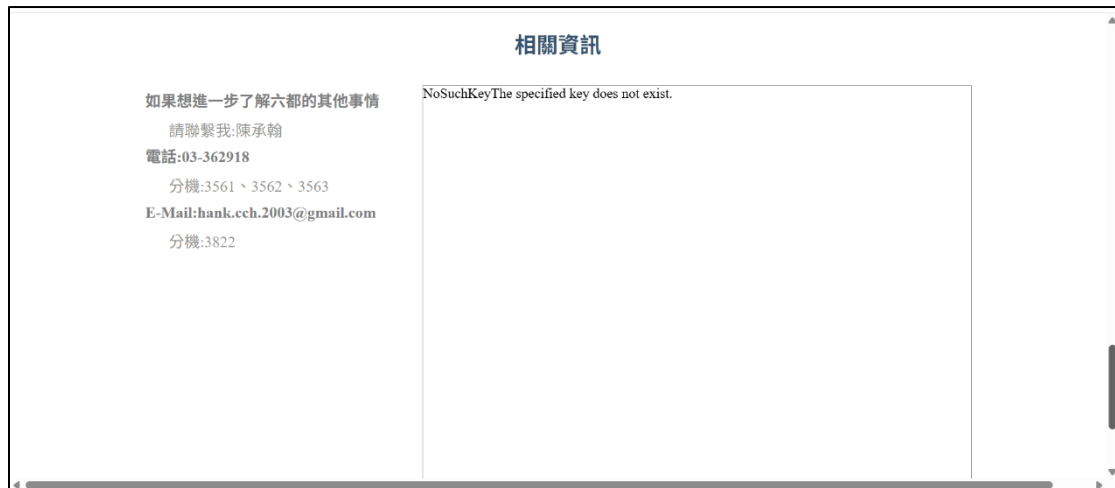 相關資訊
如果想進一步了解六都的其他事情
請聯繫我:陳承翰
電話:03-362918
分機:3561、3562、3563
E-Mail:hank.cch.2003@gmail.com
分機:3822
NoSuchKeyThe specified key does not exist.